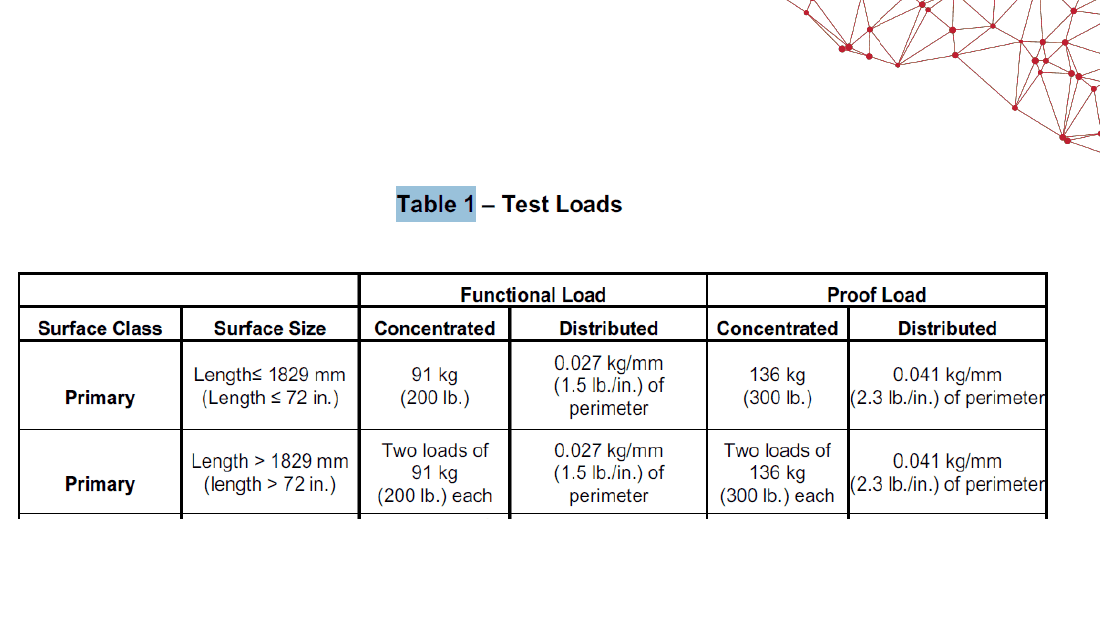 Table 1 – Test Loads
Functional Load
Proof Load
Surface Class
Surface Size
Concentrated
Distributed
Concentrated
Distributed
Primary
Length≤ 1829 mm
(Length ≤ 72 in.)
91 kg
(200 lb.)
0.027 kg/mm
(1.5 lb./in.) of
perimeter
136 kg
(300 lb.)
0.041 kg/mm
(2.3 lb./in.) of perimeter
Primary
Length > 1829 mm
(length > 72 in.)
Two loads of
91 kg
(200 lb.) each
0.027 kg/mm
(1.5 lb./in.) of
perimeter
Two loads of
136 kg
(300 lb.) each
0.041 kg/mm
(2.3 lb./in.) of perimeter